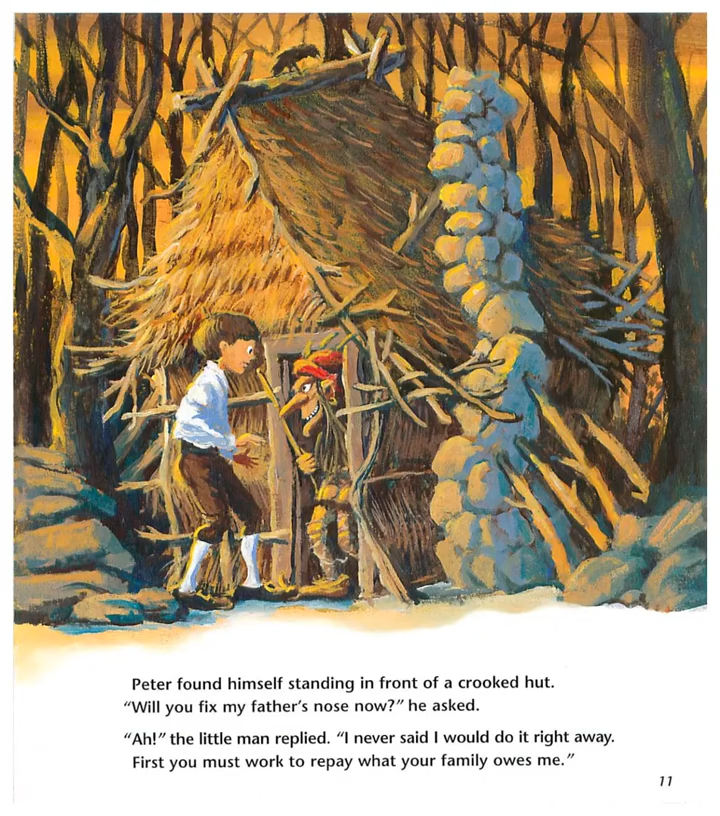 Peter found himself standing in front of a crooked hut.
“Will you fix my father’s nose now?” he asked.
“Ah!” the little man replied. “I never said I would do it right away.
First you must work to repay what your family owes me.”
11